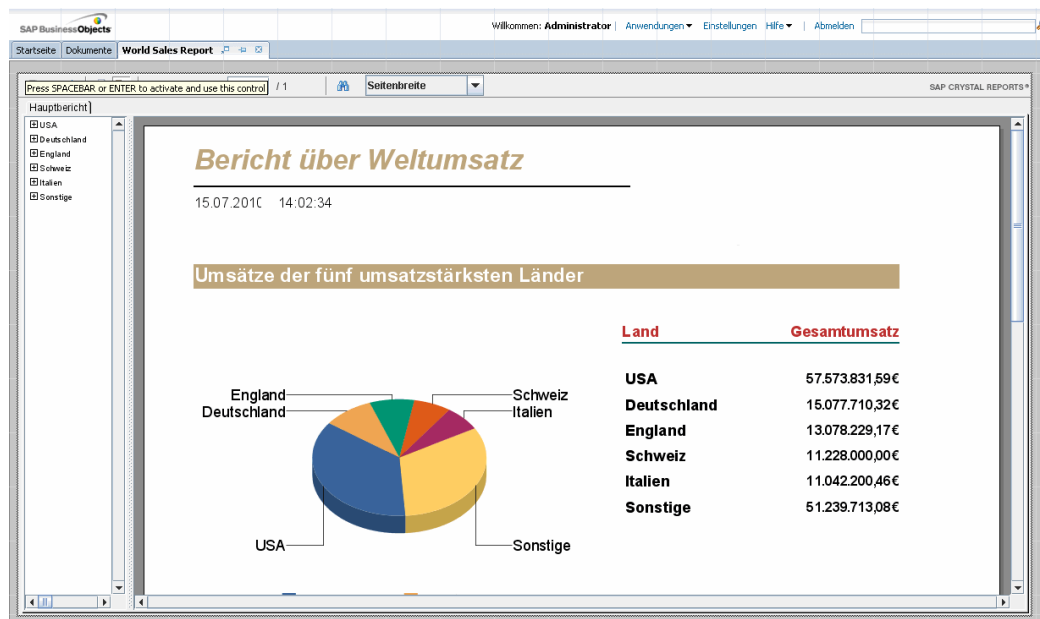 SAP BusinessObjects
Willkommen: Administrator | Anwendungen Einstellungen Hilfe | Abmelden
Startseite Dokumente World Sales Report
Press SPACEBAR or ENTER to activate and use this control / 1 Seitenbreite SAP CRYSTAL REPORTS®
Hauptbericht
USA
Deutschland
England
Schweiz
Italien
Sonstige
Bericht über Weltumsatz
15.07.2010 14:02:34
Umsätze der fünf umsatzstärksten Länder
England
Deutschland
Schweiz
Italien
USA
Sonstige
Land Gesamtumsatz
USA 57.573.831,59€
Deutschland 15.077.710,32€
England 13.078.229,17€
Schweiz 11.228.000,00€
Italien 11.042.200,46€
Sonstige 51.239.713,08€